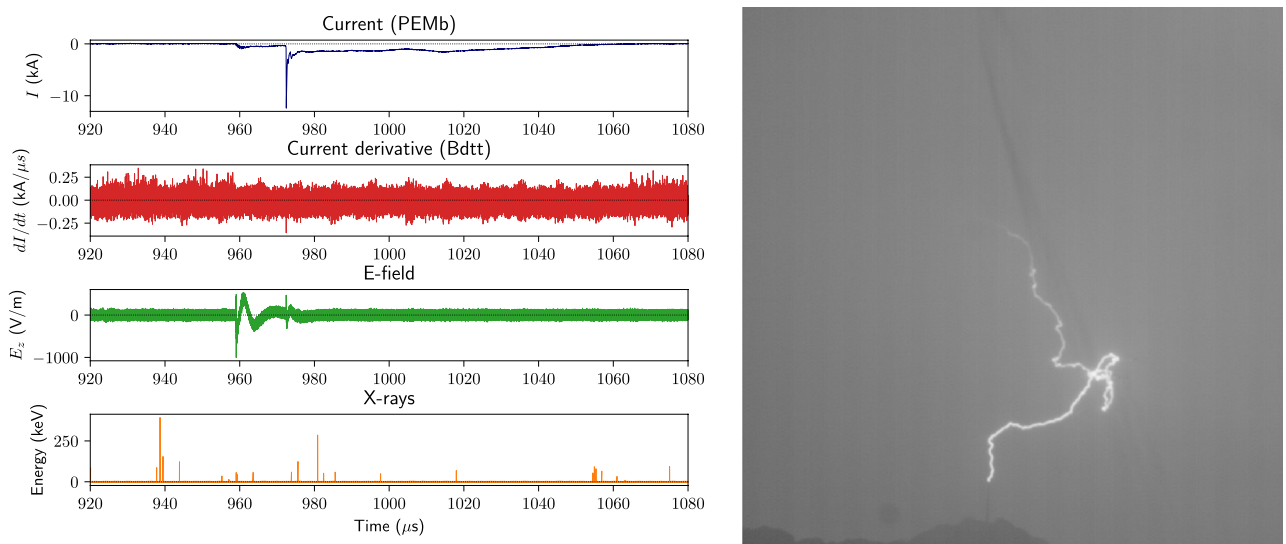 Current (PEMb)
I (kA)
0
−10
920 940 960 980 1000 1020 1040 1060 1080
Current derivative (Bdtt)
dI/dt (kA/μs)
0.25
0.00
−0.25
920 940 960 980 1000 1020 1040 1060 1080
E-field
E_z (V/m)
0
−1000
920 940 960 980 1000 1020 1040 1060 1080
X-rays
Energy (keV)
250
0
920 940 960 980 1000 1020 1040 1060 1080
Time (μs)